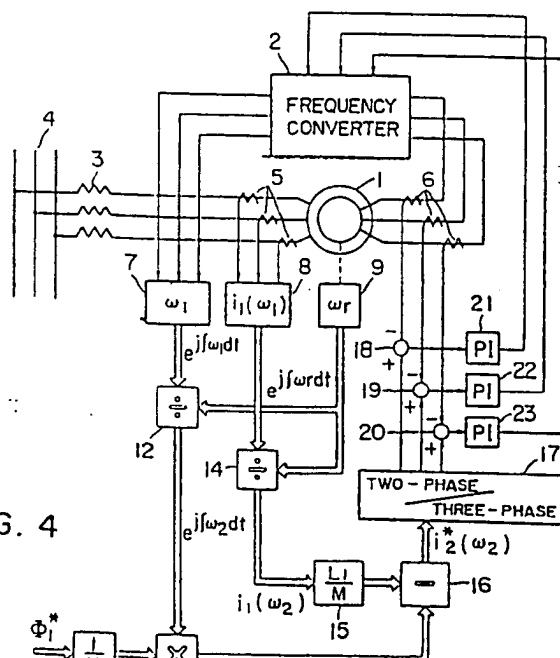 2
4
FREQUENCY
CONVERTER
3
5
1
6
7
8
9
ω1
i1(ω1)
ωr
21
18
−
+
PI
22
19
−
+
PI
23
20
−
+
PI
e^j∫ω1dt
e^j∫ωrdt
÷
12
÷
14
17
TWO-PHASE
THREE-PHASE
e^j∫ω2dt
i2*(ω2)
G. 4
i1(ω2)
L1
M
15
−
16
Φ1*
1